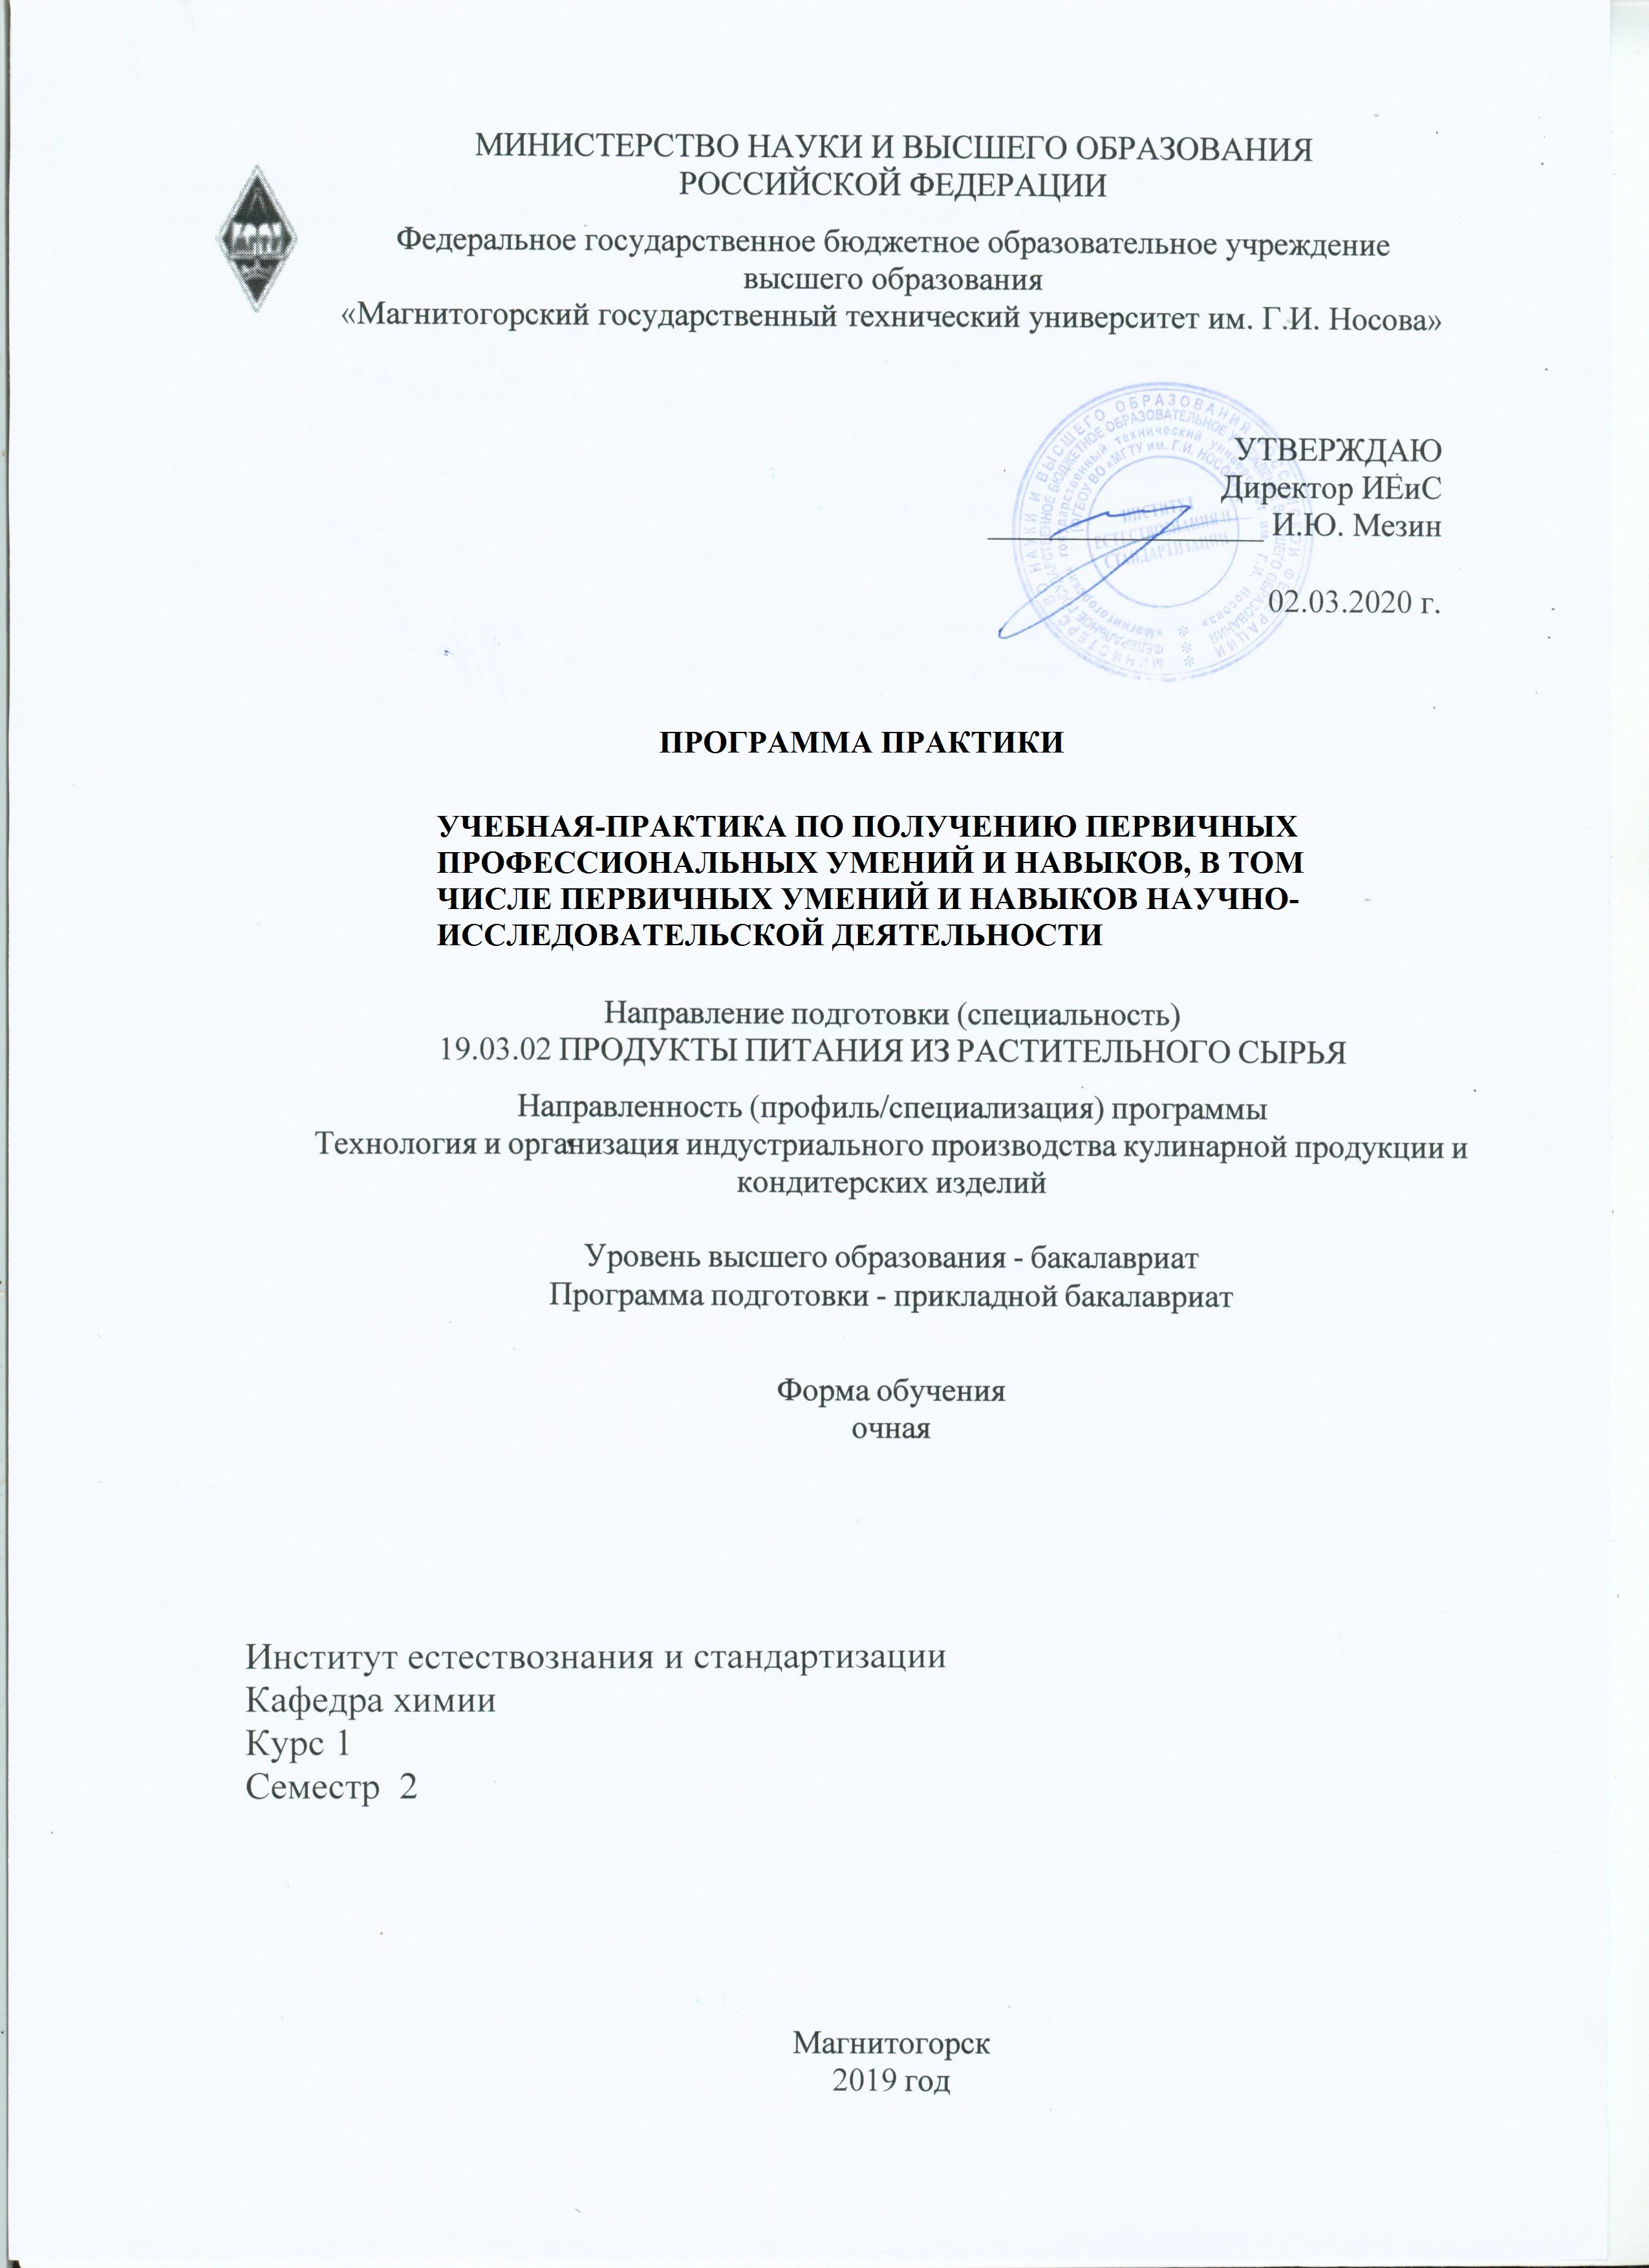 МИНИСТЕРСТВО НАУКИ И ВЫСШЕГО ОБРАЗОВАНИЯ
РОССИЙСКОЙ ФЕДЕРАЦИИ
Федеральное государственное бюджетное образовательное учреждение
высшего образования
«Магнитогорский государственный технический университет им. Г.И. Носова»
УТВЕРЖДАЮ
Директор ИЕиС
И.Ю. Мезин
02.03.2020 г.
ИНСТИТУТ
ЕСТЕСТВОЗНАНИЯ И
СТАНДАРТИЗАЦИИ
ПРОГРАММА ПРАКТИКИ
УЧЕБНАЯ-ПРАКТИКА ПО ПОЛУЧЕНИЮ ПЕРВИЧНЫХ
ПРОФЕССИОНАЛЬНЫХ УМЕНИЙ И НАВЫКОВ, В ТОМ
ЧИСЛЕ ПЕРВИЧНЫХ УМЕНИЙ И НАВЫКОВ НАУЧНО-
ИССЛЕДОВАТЕЛЬСКОЙ ДЕЯТЕЛЬНОСТИ
Направление подготовки (специальность)
19.03.02 ПРОДУКТЫ ПИТАНИЯ ИЗ РАСТИТЕЛЬНОГО СЫРЬЯ
Направленность (профиль/специализация) программы
Технология и организация индустриального производства кулинарной продукции и
кондитерских изделий
Уровень высшего образования - бакалавриат
Программа подготовки - прикладной бакалавриат
Форма обучения
очная
Институт естествознания и стандартизации
Кафедра химии
Курс 1
Семестр 2
Магнитогорск
2019 год